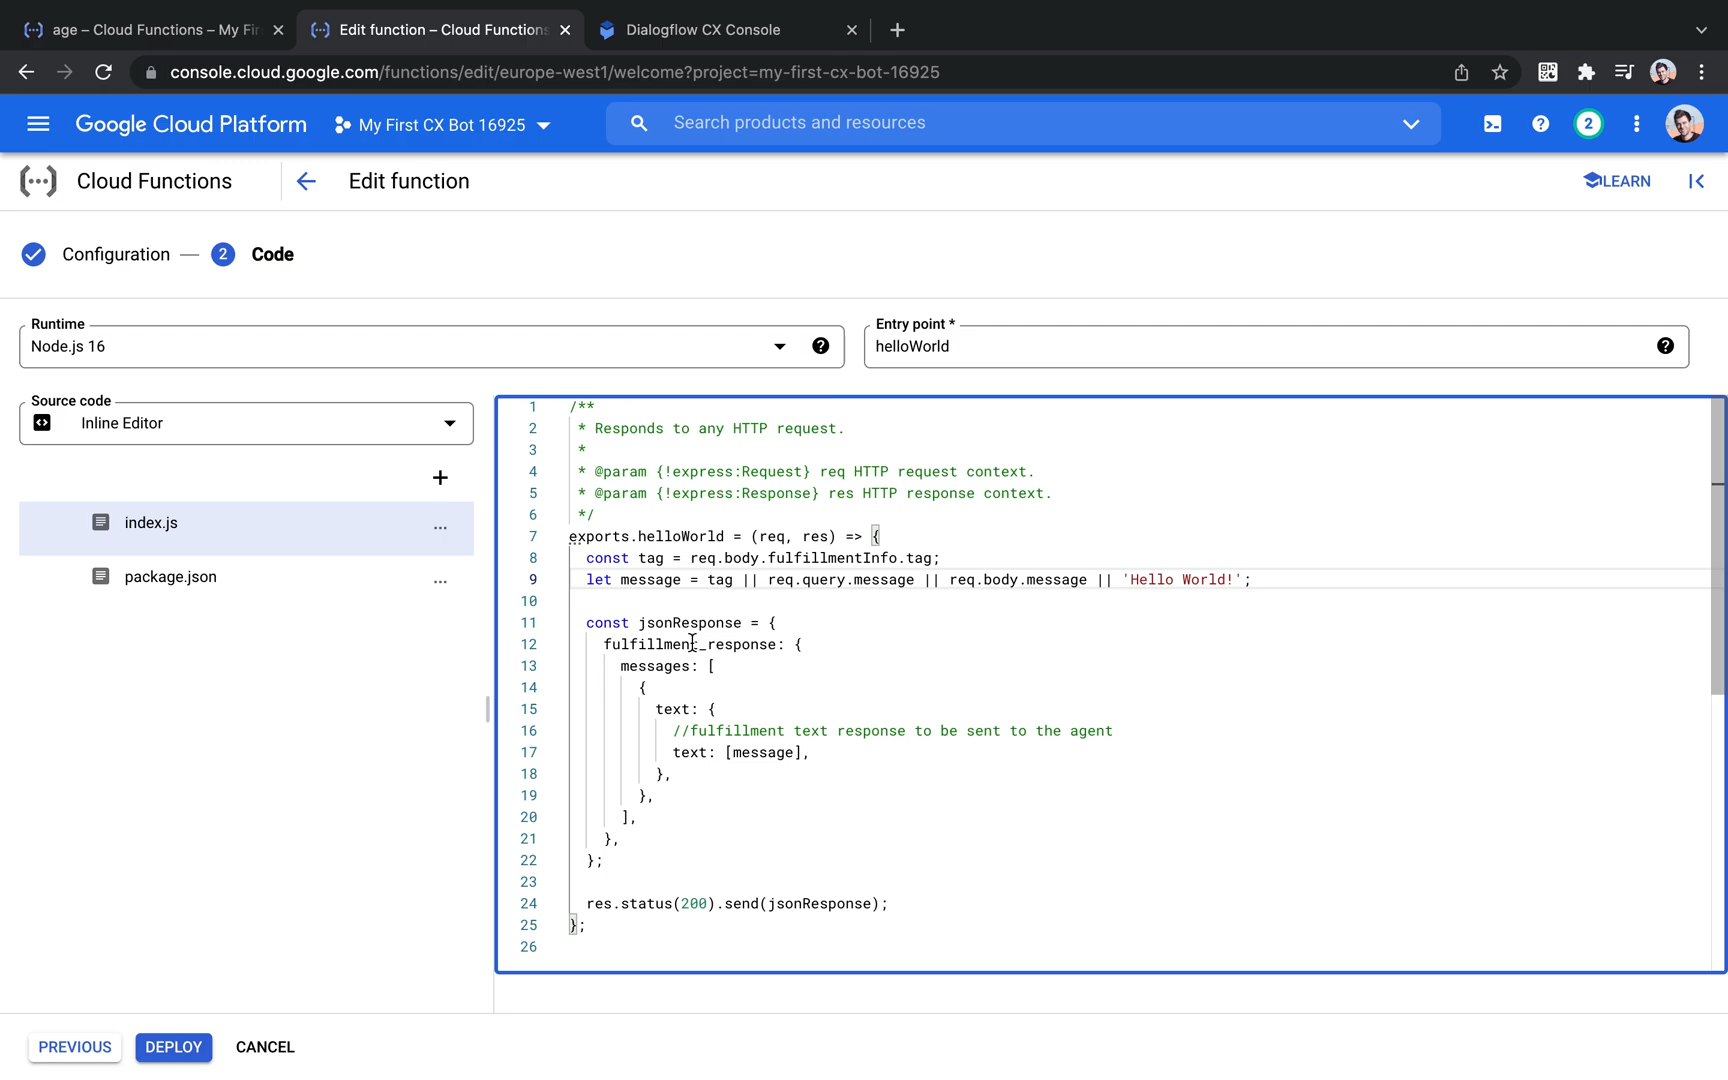 age – Cloud Functions – My Fir
Edit function – Cloud Functions
Dialogflow CX Console
console.cloud.google.com/functions/edit/europe-west1/welcome?project=my-first-cx-bot-16925
Google Cloud Platform
My First CX Bot 16925
Search products and resources
2
Cloud Functions
Edit function
LEARN
Configuration
2
Code
Runtime
Node.js 16
Entry point *
helloWorld
Source code
Inline Editor
index.js
...
package.json
...
1 /**
2  * Responds to any HTTP request.
3  *
4  * @param {!express:Request} req HTTP request context.
5  * @param {!express:Response} res HTTP response context.
6  */
7 exports.helloWorld = (req, res) => {
8   const tag = req.body.fulfillmentInfo.tag;
9   let message = tag || req.query.message || req.body.message || 'Hello World!';
10
11   const jsonResponse = {
12     fulfillment_response: {
13       messages: [
14         {
15           text: {
16             //fulfillment text response to be sent to the agent
17             text: [message],
18           },
19         },
20       ],
21     },
22   };
23
24   res.status(200).send(jsonResponse);
25 };
26
PREVIOUS
DEPLOY
CANCEL